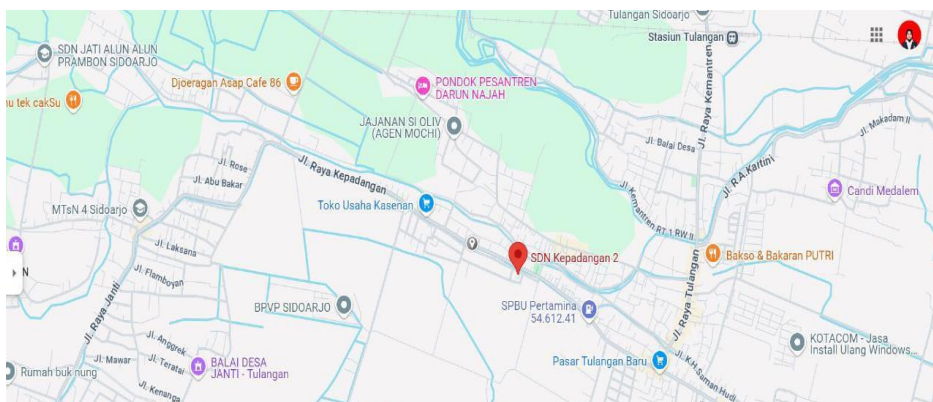 Tulangan Sidoarjo
Stasiun Tulangan
SDN JATI ALUN ALUN
PRAMBON SIDOARJO
Djoeragan Asap Cafe 86
PONDOK PESANTREN
DARUN NAJAH
tek cakSu
JAJANAN SI OLIV
(AGEN MOCHI)
Jl. Raya Kemantren
Jl. Makadam II
Jl. Balai Desa
Jl. R.A.Kartini
Jl. Rose
Jl. Raya Kepadangan
Jl. Abu Bakar
Candi Medalem
Toko Usaha Kasenan
Jl. Kemantren RT 1 RW II
MTsN 4 Sidoarjo
Jl. Laksana
SDN Kepadangan 2
Bakso & Bakaran PUTRI
N
Jl. Flamboyan
Jl. Raya Janti
BPVP SIDOARJO
SPBU Pertamina
54.612.41
Jl. Raya Tulangan
Jl. Anggrek
KOTACOM - Jasa
Install Ulang Windows...
Jl. Mawar
Jl. Teratai
BALAI DESA
JANTI - Tulangan
Pasar Tulangan Baru
Jl. K.H.Saman Hudi
Rumah buk nung
Jl. Kenanga